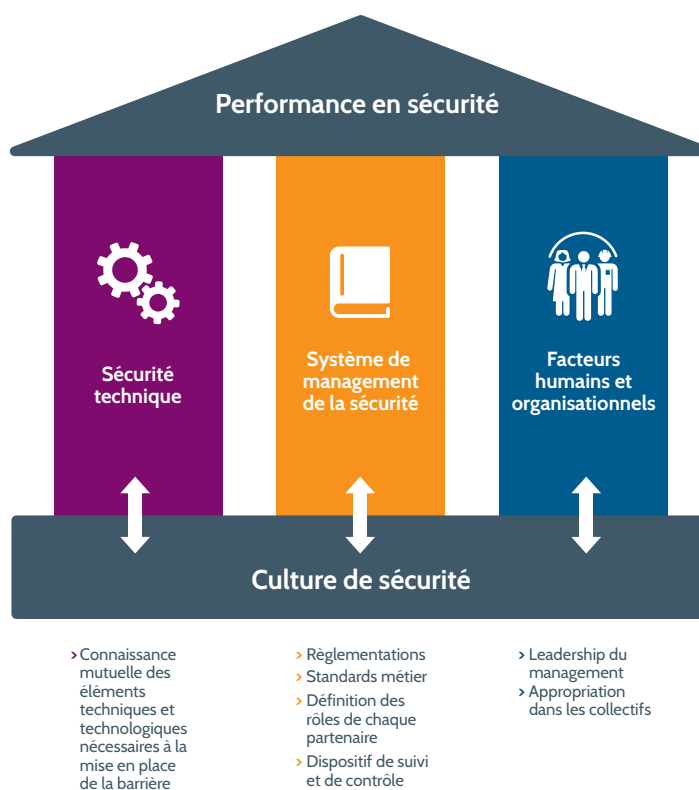 Performance en sécurité
Sécurité
technique
Système de
management
de la sécurité
Facteurs
humains et
organisationnels
Culture de sécurité
› Connaissance
mutuelle des
éléments
techniques et
technologiques
nécessaires à la
mise en place
de la barrière
› Règlementations
› Standards métier
› Définition des
rôles de chaque
partenaire
› Dispositif de suivi
et de contrôle
› Leadership du
management
› Appropriation
dans les collectifs